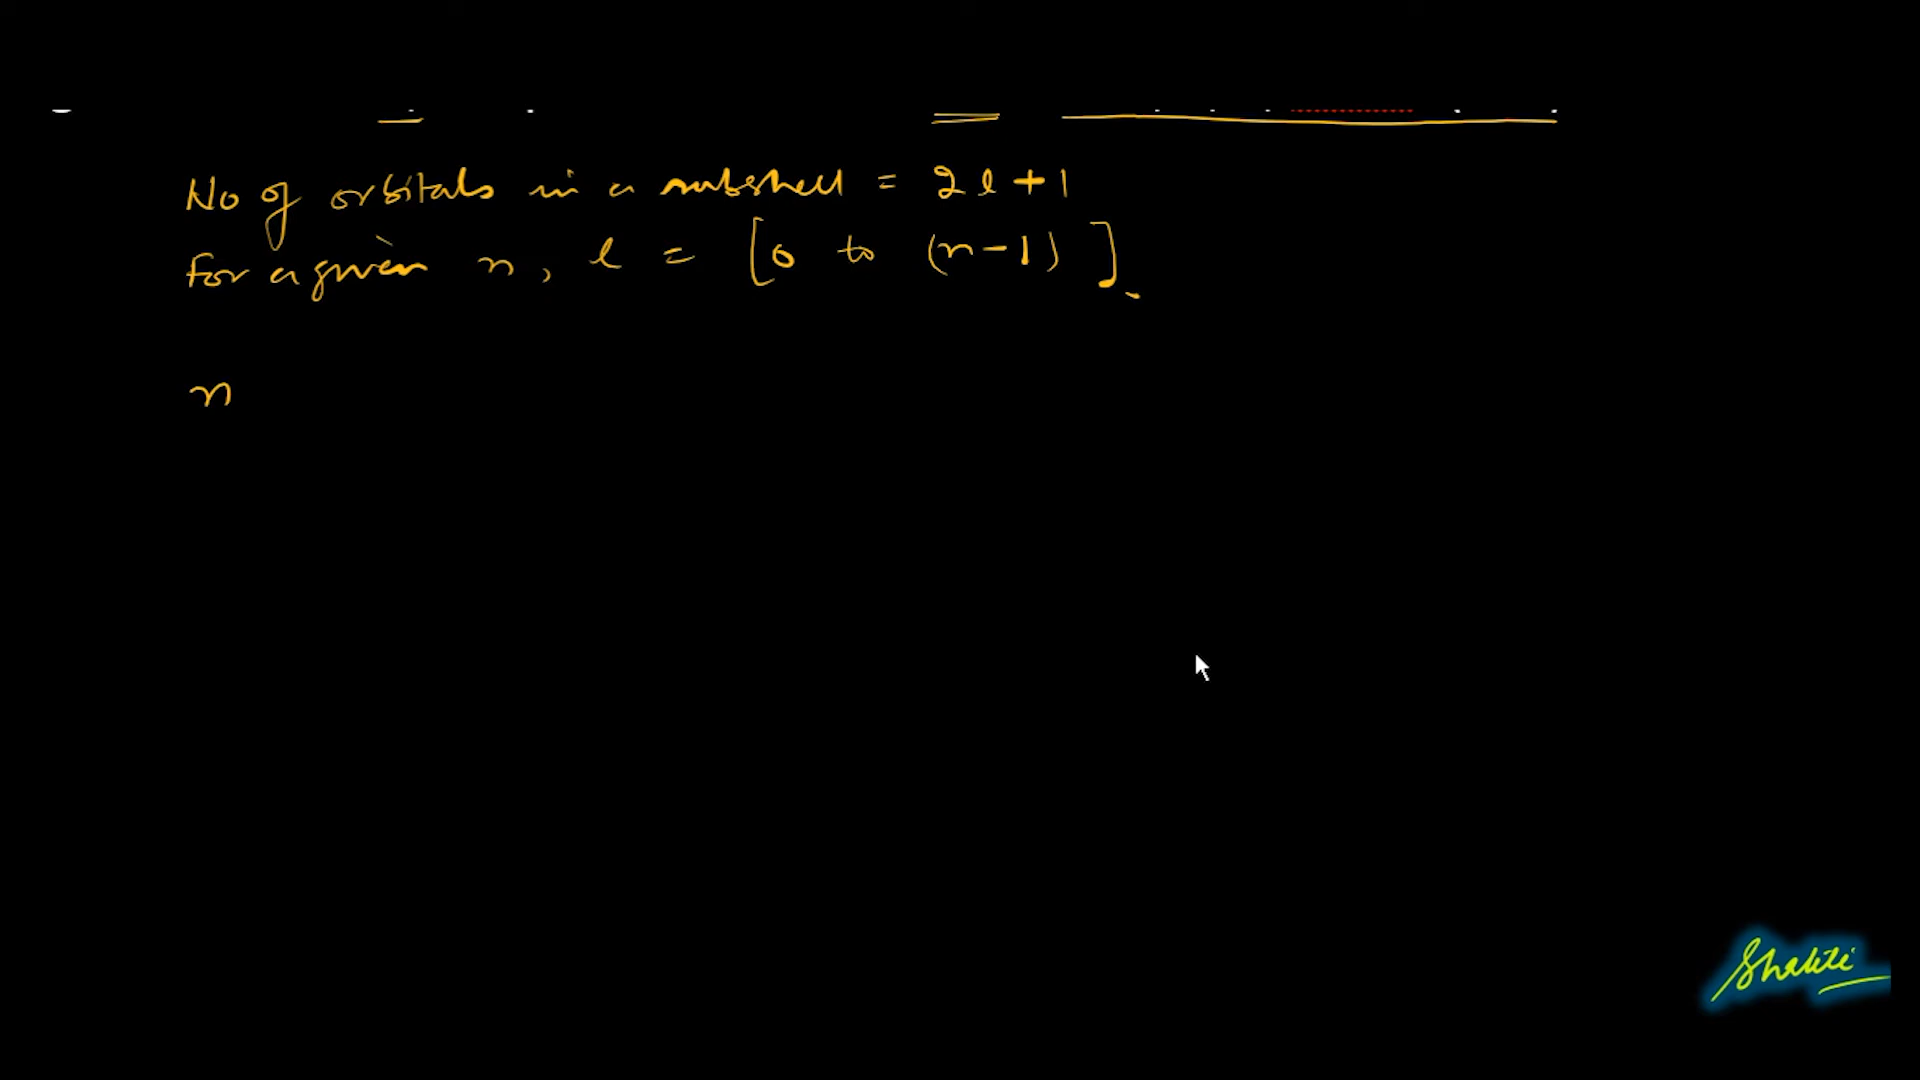 No of orbitals in a subshell = 2l+1
For a given n, l = [0 to (n-1)].
n
Shakti